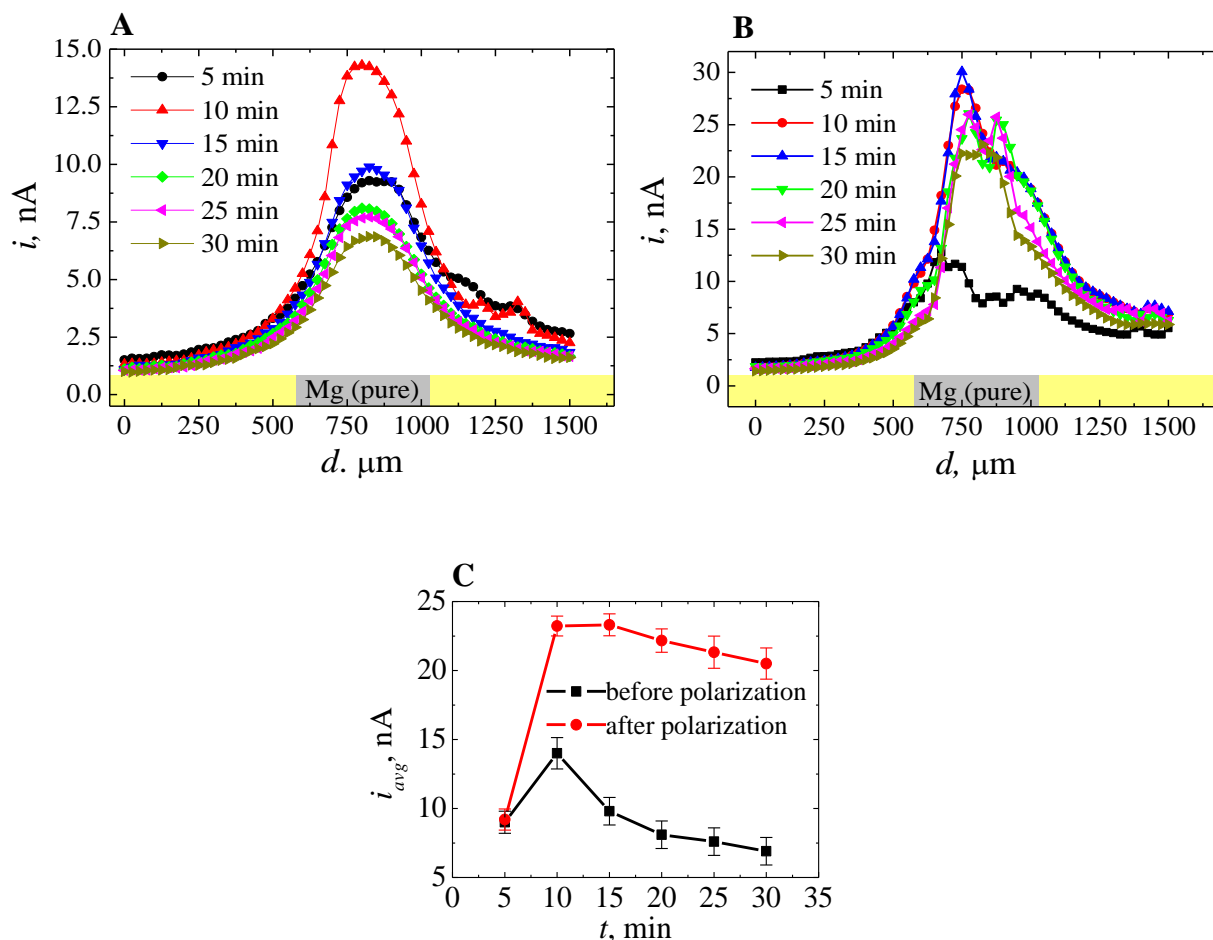 A
15.0
12.5
10.0
7.5
5.0
2.5
0.0
i, nA
5 min
10 min
15 min
20 min
25 min
30 min
Mg (pure)
0 250 500 750 1000 1250 1500
d. μm
B
30
25
20
15
10
5
0
i, nA
5 min
10 min
15 min
20 min
25 min
30 min
Mg (pure)
0 250 500 750 1000 1250 1500
d, μm
C
25
20
15
10
5
i avg, nA
before polarization
after polarization
0 5 10 15 20 25 30 35
t, min